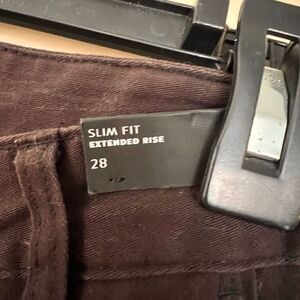 SLIM FIT
EXTENDED RISE
28